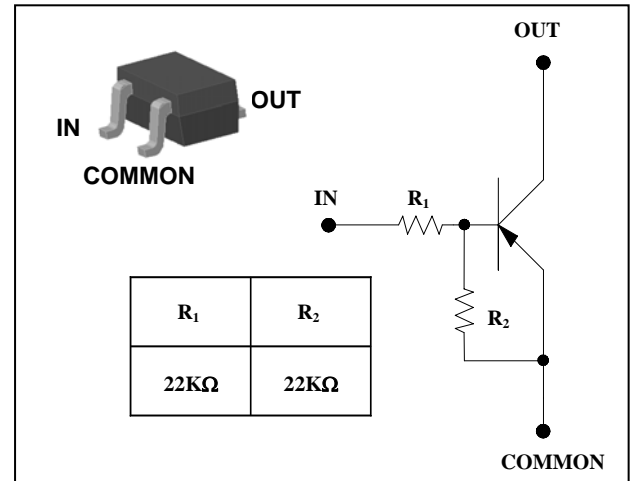 OUT
OUT
IN
COMMON
IN
R₁
R₁ R₂
R₂
22KΩ 22KΩ
COMMON